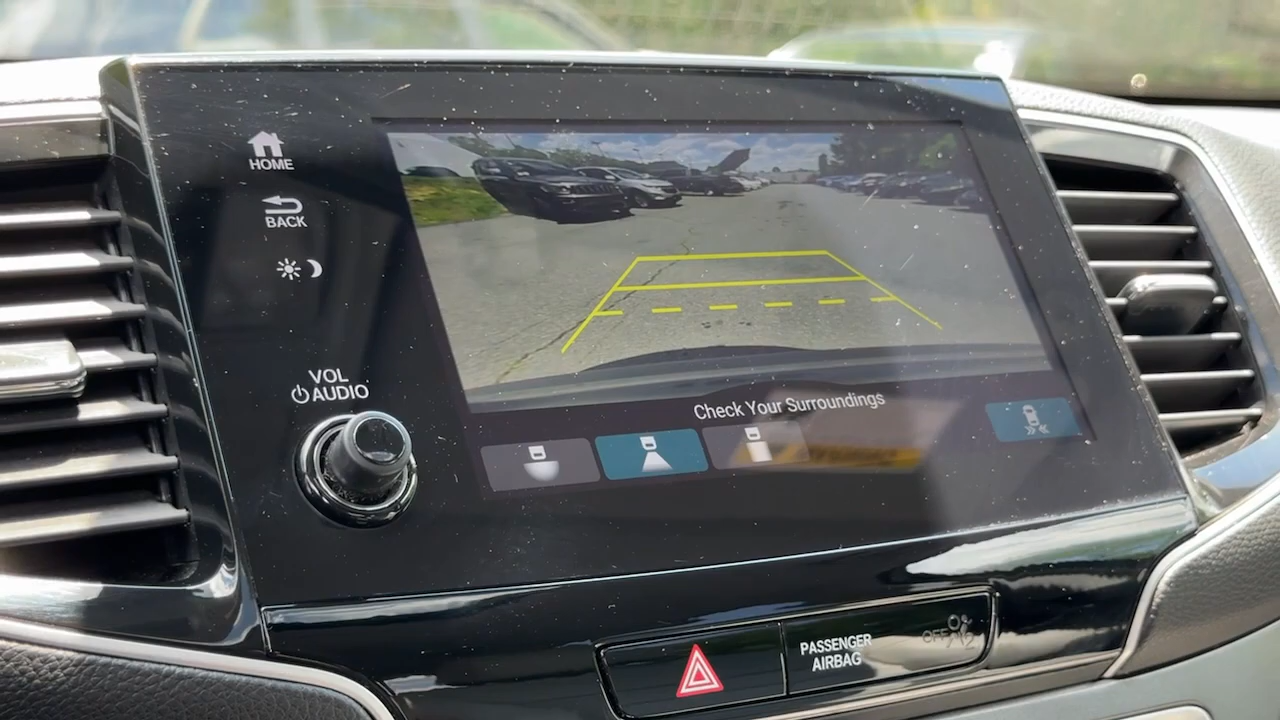 HOME
BACK
VOL
AUDIO
Check Your Surroundings
PASSENGER
AIRBAG
OFF